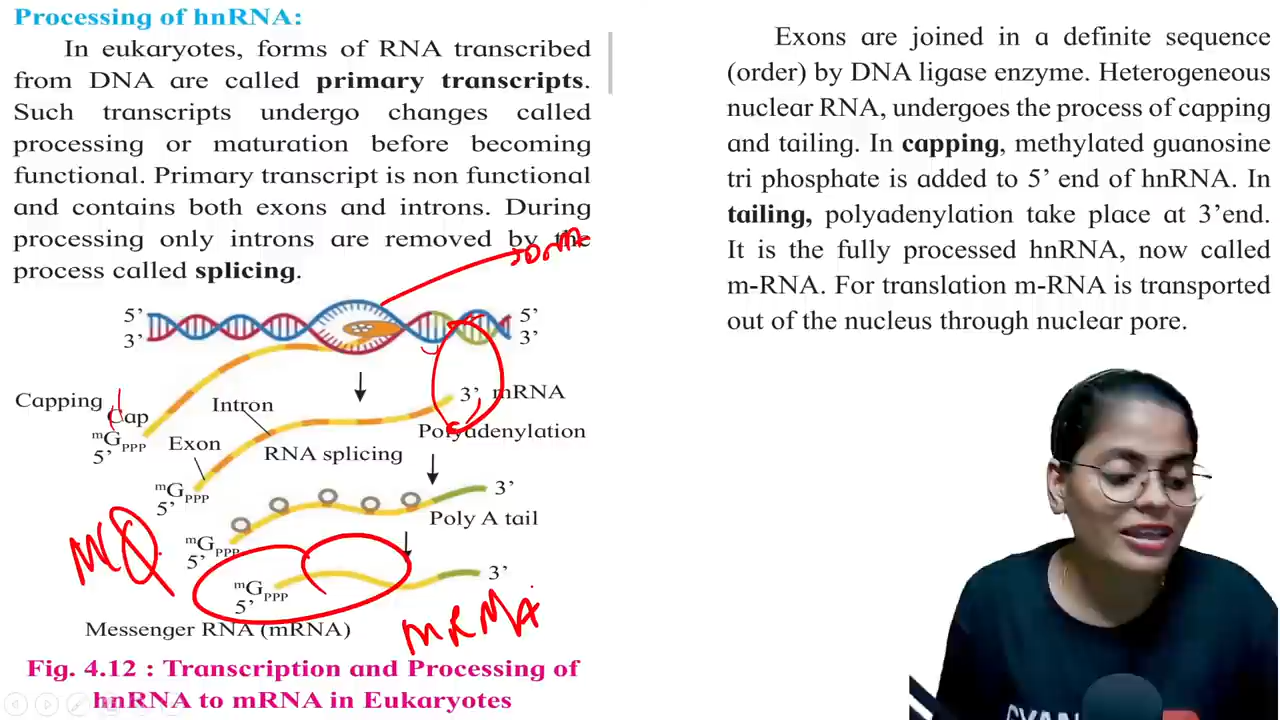 Processing of hnRNA:
In eukaryotes, forms of RNA transcribed
from DNA are called primary transcripts.
Such transcripts undergo changes called
processing or maturation before becoming
functional. Primary transcript is non functional
and contains both exons and introns. During
processing only introns are removed by the
process called splicing.
5’ 5’
3’ 3’
Capping
Cap
mGPPP
5’
Intron
3’ mRNA
Exon
RNA splicing
Polyadenylation
mGPPP
5’
3’
Poly A tail
mGPPP
5’
3’
mGPPP
5’
mRNA
Messenger RNA (mRNA)
Fig. 4.12 : Transcription and Processing of
hnRNA to mRNA in Eukaryotes
Exons are joined in a definite sequence
(order) by DNA ligase enzyme. Heterogeneous
nuclear RNA, undergoes the process of capping
and tailing. In capping, methylated guanosine
tri phosphate is added to 5’ end of hnRNA. In
tailing, polyadenylation take place at 3’end.
It is the fully processed hnRNA, now called
m-RNA. For translation m-RNA is transported
out of the nucleus through nuclear pore.